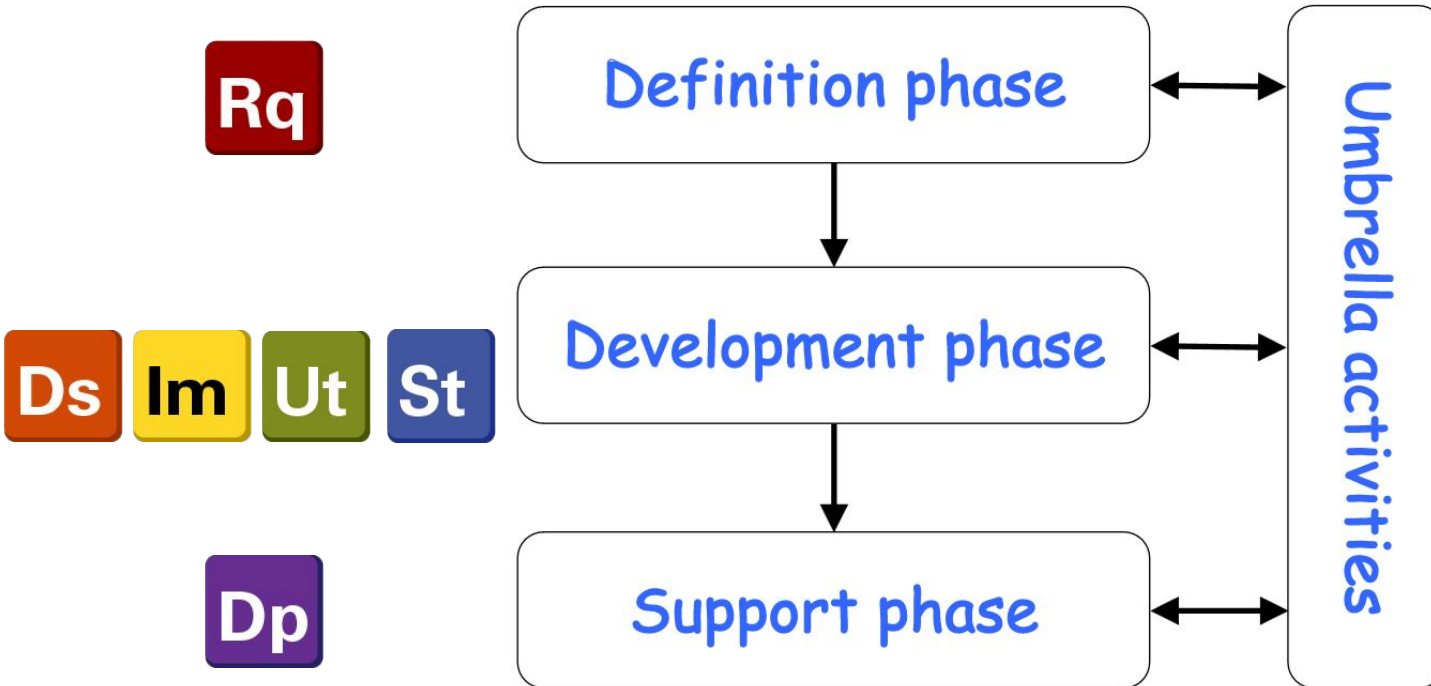 Rq
Definition phase
Ds
Im
Ut
St
Development phase
Dp
Support phase
Umbrella activities